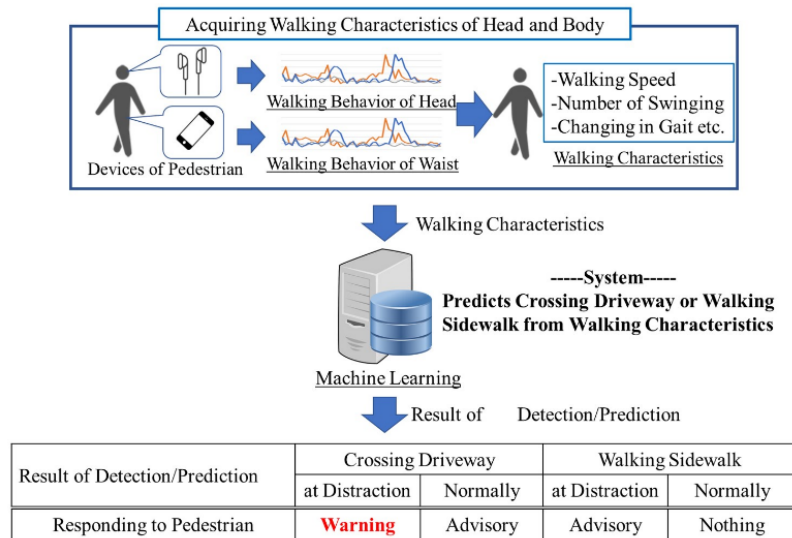 Acquiring Walking Characteristics of Head and Body
Walking Behavior of Head
-Walking Speed
-Number of Swinging
-Changing in Gait etc.
Devices of Pedestrian
Walking Behavior of Waist
Walking Characteristics
Walking Characteristics
-----System-----
Predicts Crossing Driveway or Walking
Sidewalk from Walking Characteristics
Machine Learning
Result of Detection/Prediction
Result of Detection/Prediction
Crossing Driveway
Walking Sidewalk
at Distraction
Normally
at Distraction
Normally
Responding to Pedestrian
Warning
Advisory
Advisory
Nothing